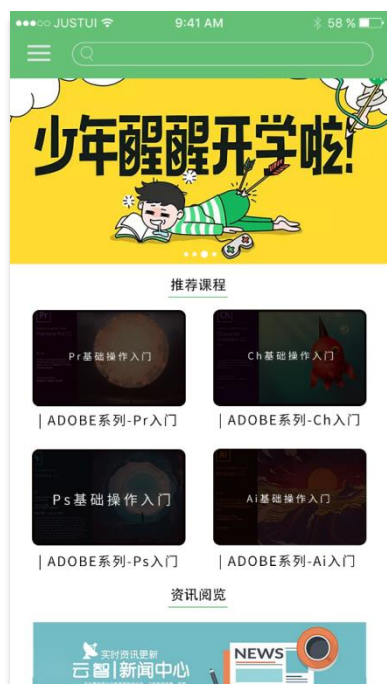 JUSTUI 9:41 AM 58 %
少年醒醒开学啦!
推荐课程
Pr
Pr基础操作入门
Ch
Ch基础操作入门
| ADOBE系列-Pr入门
| ADOBE系列-Ch入门
Ps基础操作入门
Ai
Ai基础操作入门
| ADOBE系列-Ps入门
| ADOBE系列-Ai入门
资讯阅览
实时资讯更新
云智|新闻中心
NEWS